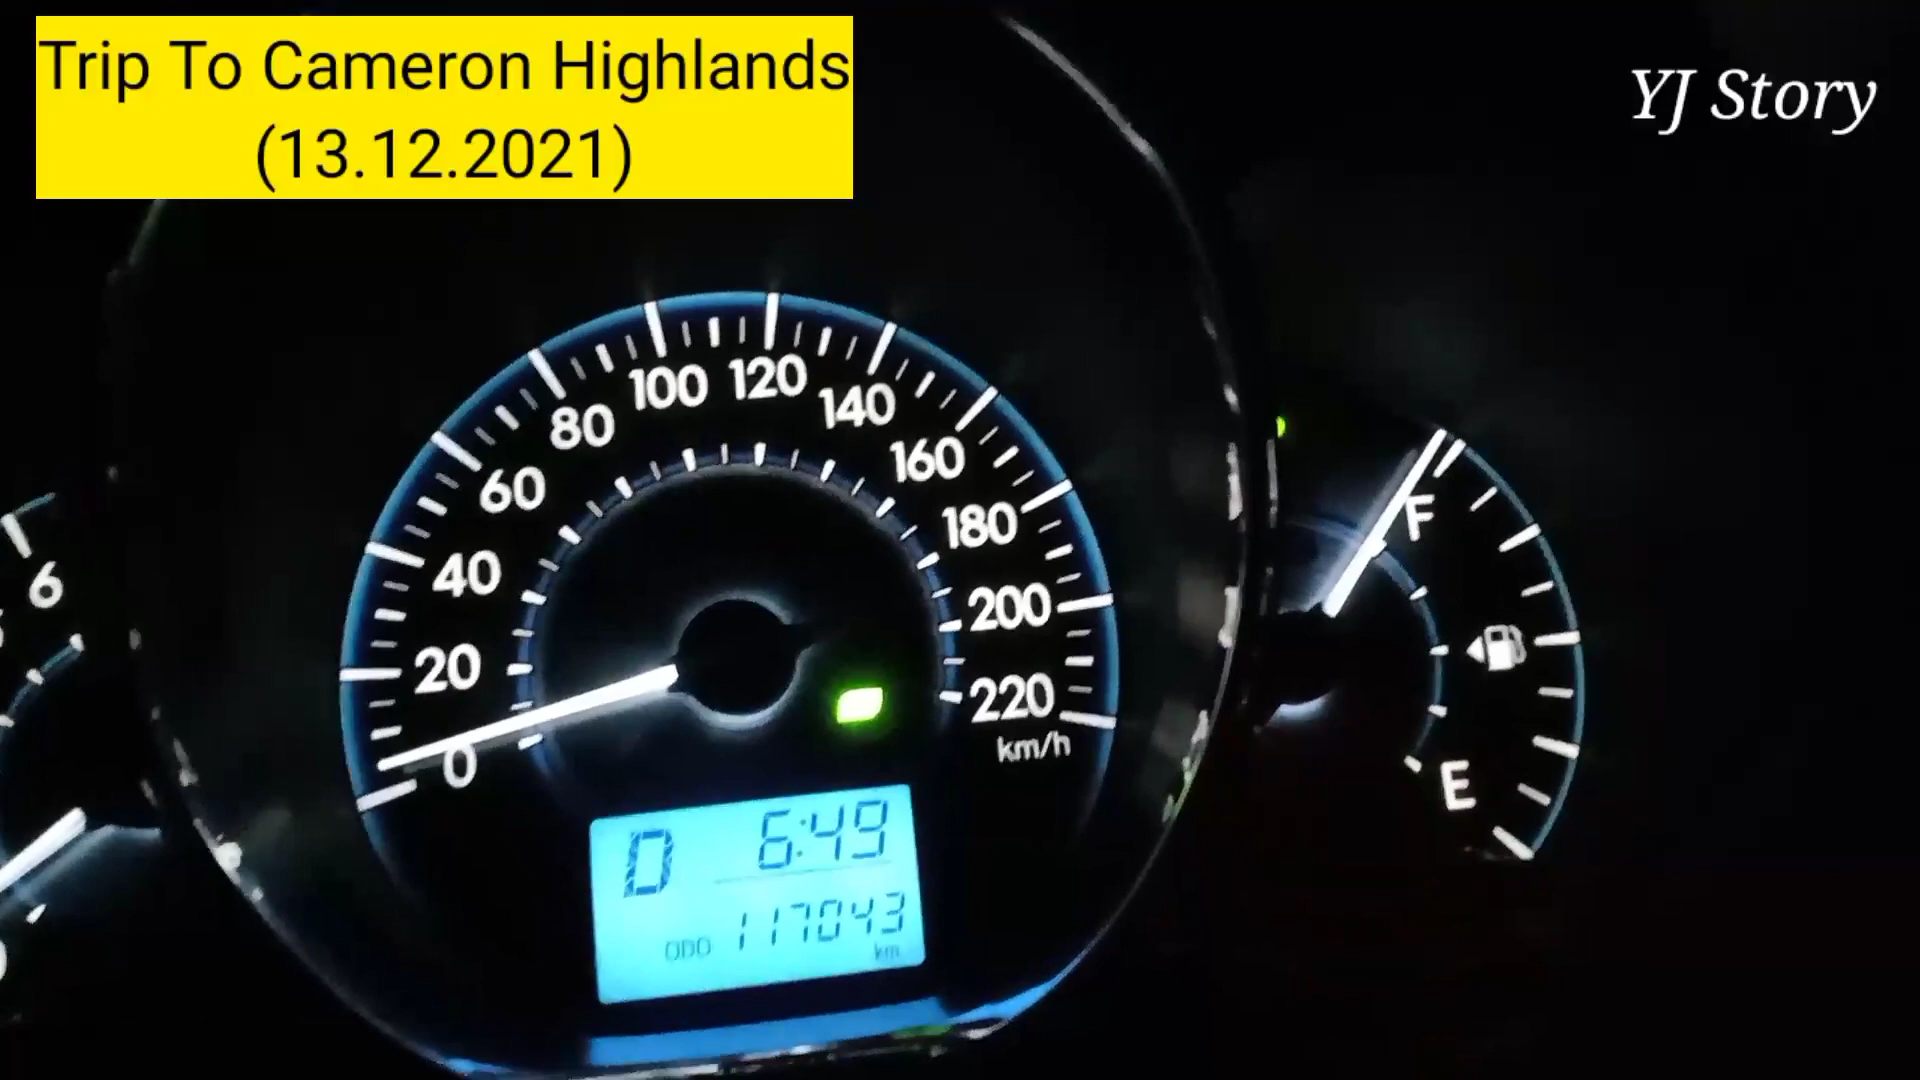 Trip To Cameron Highlands
(13.12.2021)
YJ Story
100 120
80 140
60 160
6 40 180 F
20 200
0 220 E
km/h
D 6:49
ODO 117043
km